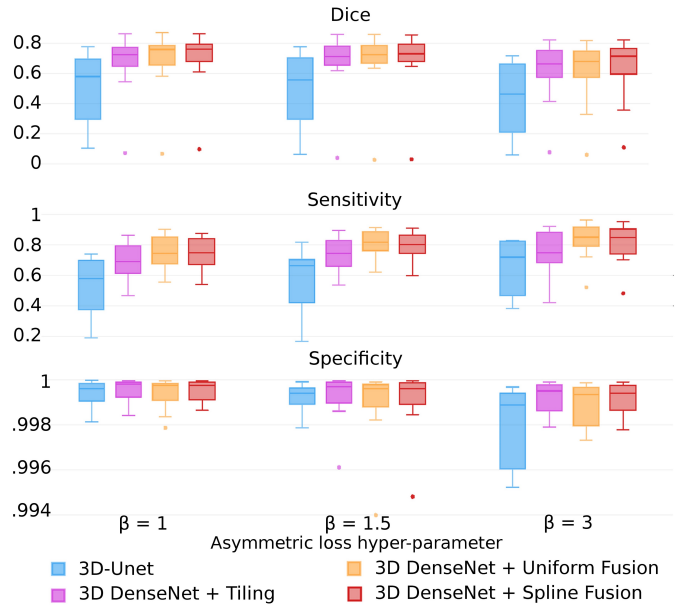 Dice
0.8
0.6
0.4
0.2
0
Sensitivity
1
0.8
0.6
0.4
0.2
Specificity
1
.998
.996
.994
β = 1 β = 1.5 β = 3
Asymmetric loss hyper-parameter
3D-Unet 3D DenseNet + Uniform Fusion
3D DenseNet + Tiling 3D DenseNet + Spline Fusion